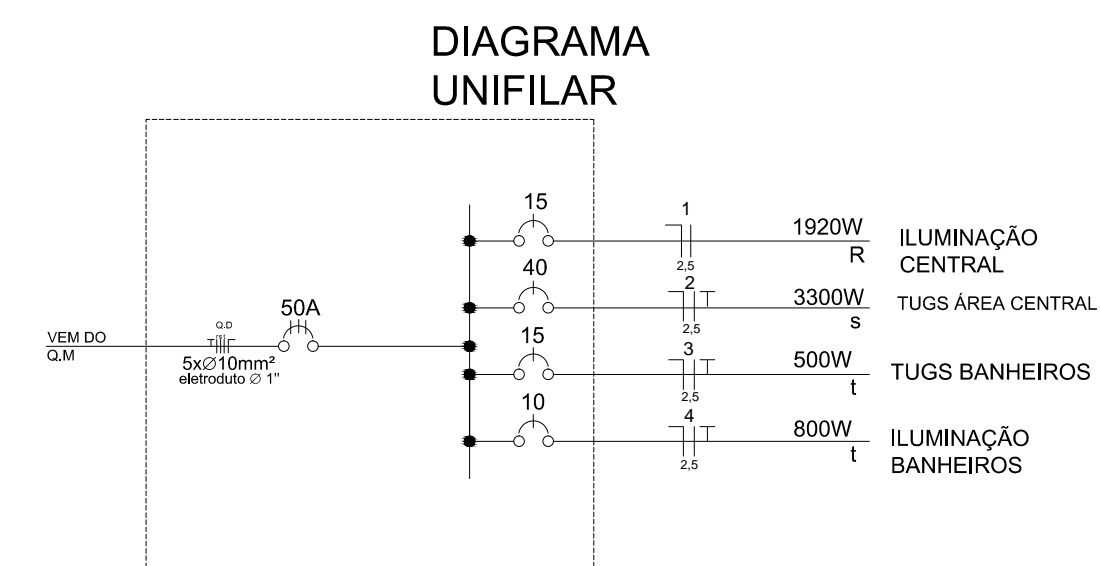 DIAGRAMA
UNIFILAR
VEM DO
Q.M
Q.D
5xØ10mm²
eletroduto Ø 1"
50A
15
1
2,5
1920W
R
ILUMINAÇÃO
CENTRAL
40
2
2,5
3300W
s
TUGS ÁREA CENTRAL
15
3
2,5
500W
t
TUGS BANHEIROS
10
4
2,5
800W
t
ILUMINAÇÃO
BANHEIROS